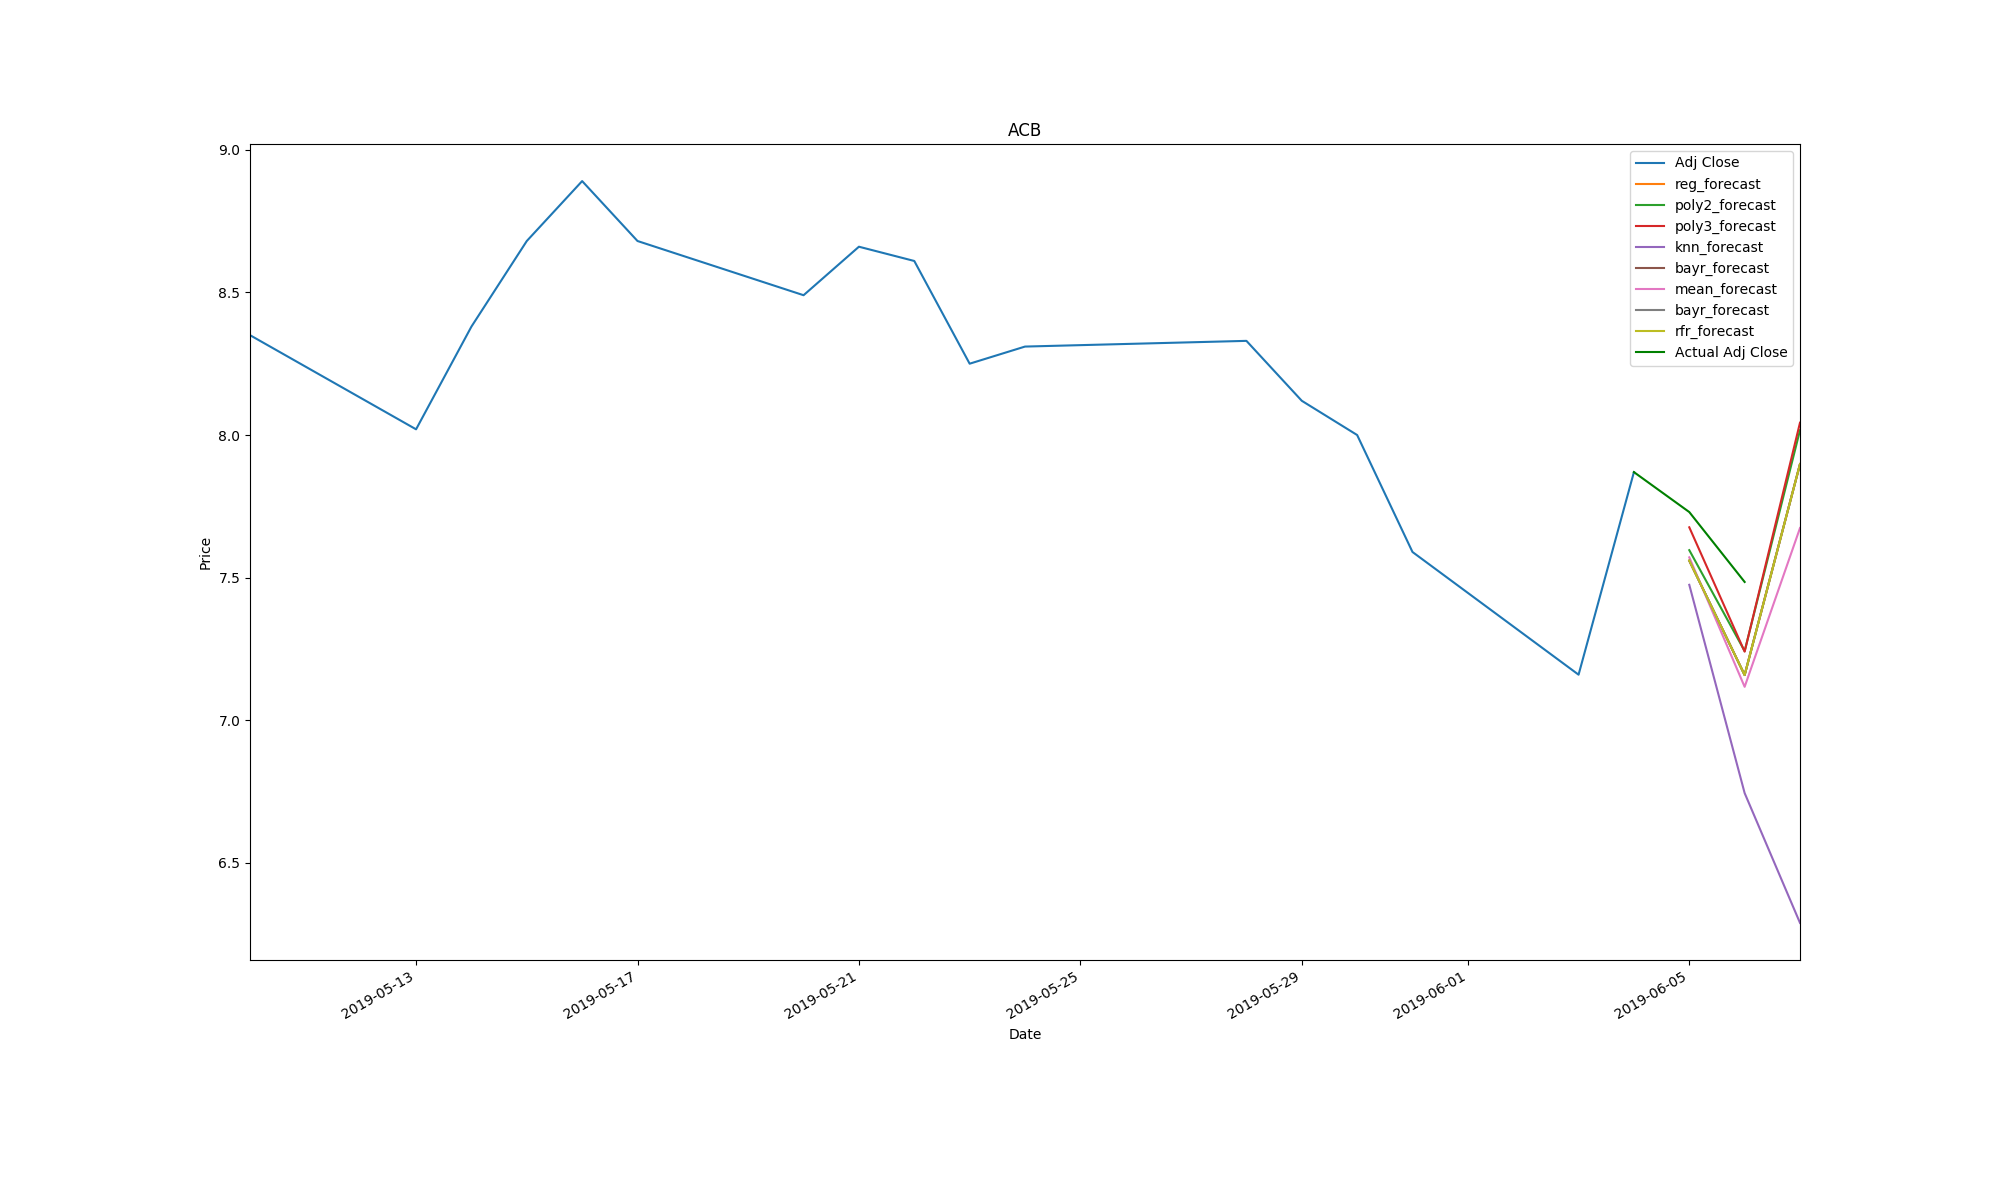 ACB
9.0
8.5
8.0
7.5
7.0
6.5
Price
Adj Close
reg_forecast
poly2_forecast
poly3_forecast
knn_forecast
bayr_forecast
mean_forecast
bayr_forecast
rfr_forecast
Actual Adj Close
2019-05-13
2019-05-17
2019-05-21
2019-05-25
2019-05-29
2019-06-01
2019-06-05
Date